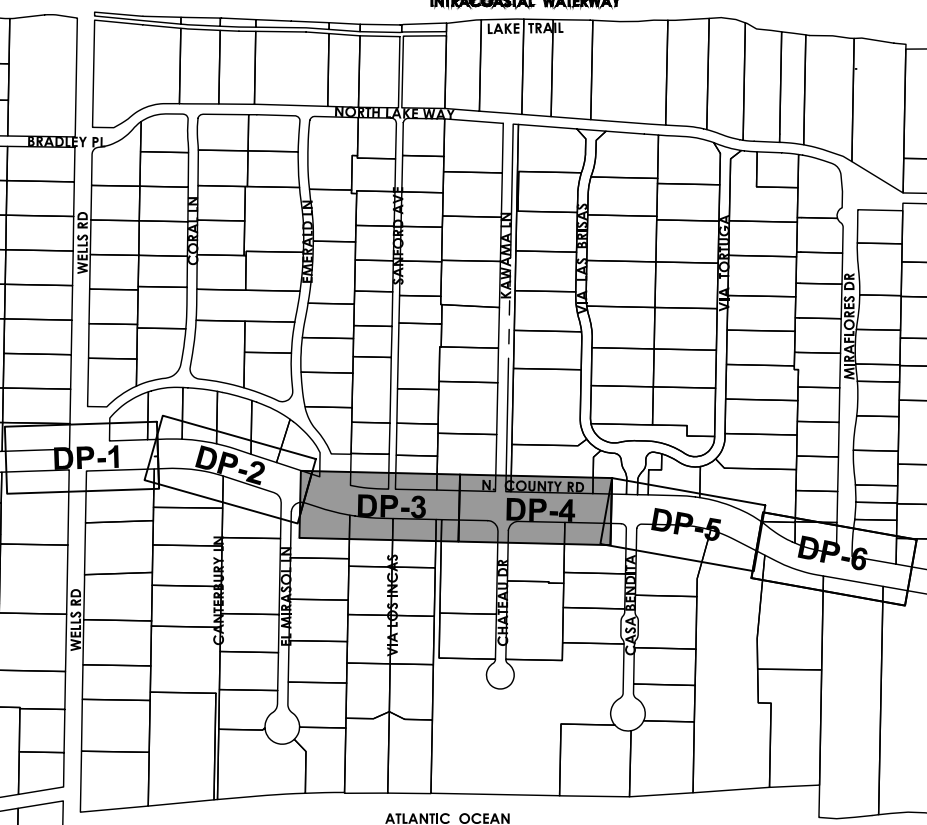 INTRACOASTAL WATERWAY
LAKE TRAIL
NORTH LAKE WAY
BRADLEY PL
WELLS RD
CORAL LN
EMERALD LN
SANFORD AVE
KAWAMA LN
VIA LAS BRISAS
VIA TORTUGA
MIRAFLORES DR
DP-1
DP-2
DP-3
N. COUNTY RD
DP-4
DP-5
DP-6
WELLS RD
CANTERBURY LN
EL MIRASOL LN
VIA LOS INCAS
CHATEAU DR
CASA BENDITA
ATLANTIC OCEAN